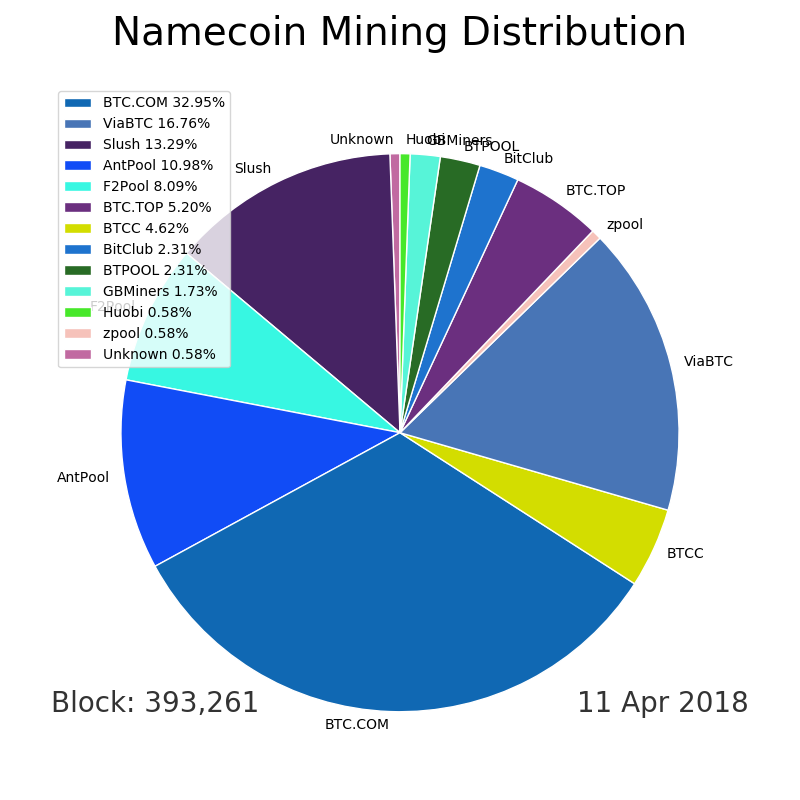 Namecoin Mining Distribution
BTC.COM 32.95%
ViaBTC 16.76%
Slush 13.29%
AntPool 10.98%
F2Pool 8.09%
BTC.TOP 5.20%
BTCC 4.62%
BitClub 2.31%
BTPOOL 2.31%
GBMiners 1.73%
Huobi 0.58%
zpool 0.58%
Unknown 0.58%
Unknown
Huobi
GBMiners
BTPOOL
BitClub
BTC.TOP
zpool
Slush
F2Pool
ViaBTC
AntPool
BTCC
BTC.COM
Block: 393,261
11 Apr 2018